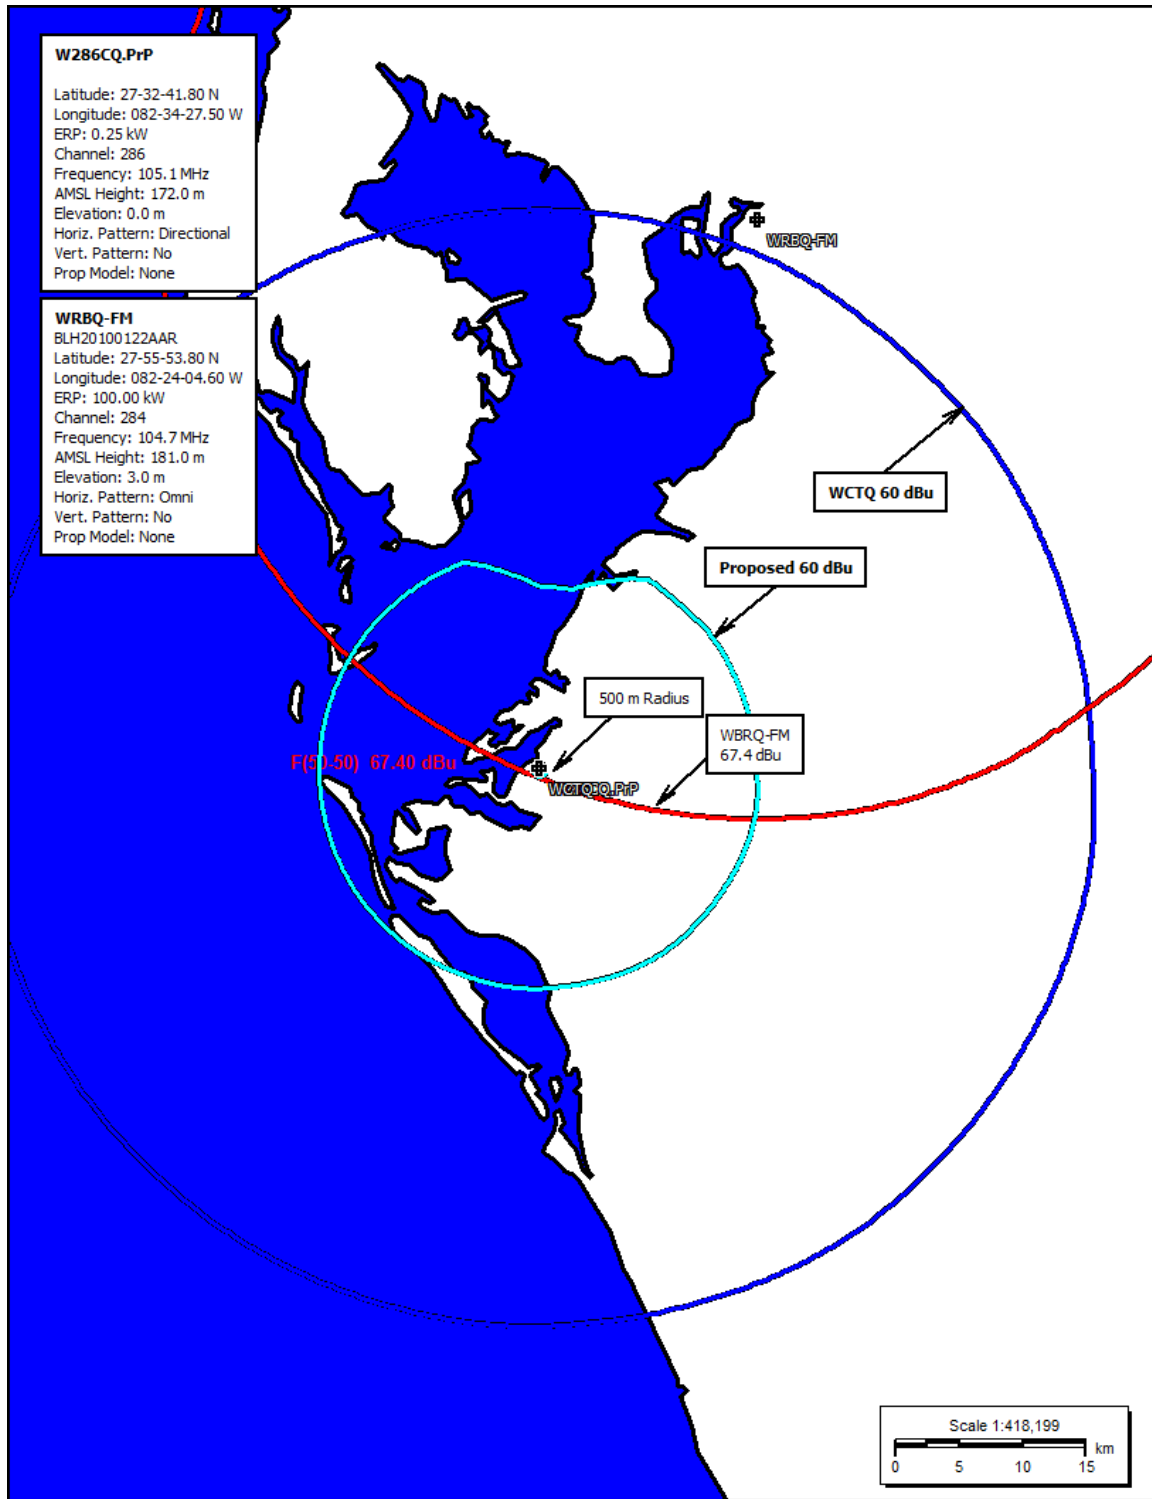 W286CQ.PrP
Latitude: 27-32-41.80 N
Longitude: 082-34-27.50 W
ERP: 0.25 kW
Channel: 286
Frequency: 105.1 MHz
AMSL Height: 172.0 m
Elevation: 0.0 m
Horiz. Pattern: Directional
Vert. Pattern: No
Prop Model: None
WRBQ-FM
BLH20100122AAR
Latitude: 27-55-53.80 N
Longitude: 082-24-04.60 W
ERP: 100.00 kW
Channel: 284
Frequency: 104.7 MHz
AMSL Height: 181.0 m
Elevation: 3.0 m
Horiz. Pattern: Omni
Vert. Pattern: No
Prop Model: None
WRBQ-FM
WCTQ 60 dBu
Proposed 60 dBu
500 m Radius
WBRQ-FM
67.4 dBu
F(50-50) 67.40 dBu
Scale 1:418,199
km
0 5 10 15